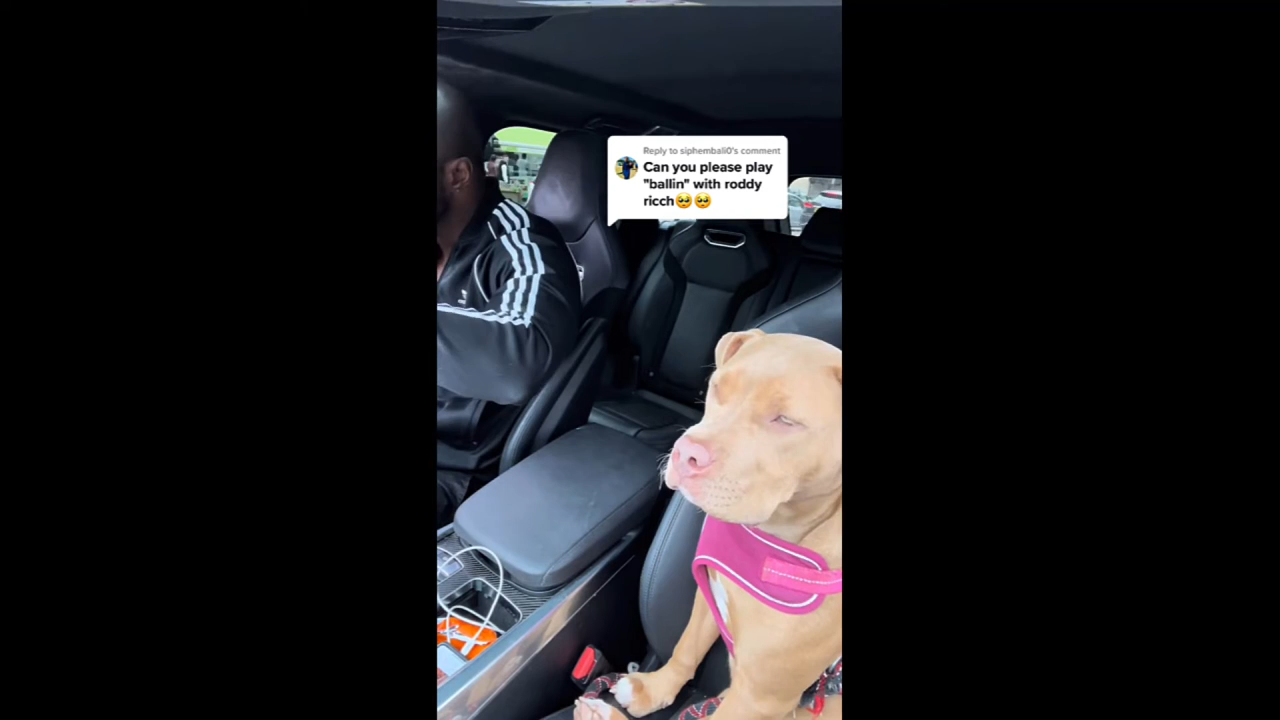 Reply to siphembali0's comment
Can you please play
"ballin" with roddy
ricch🥺🥺